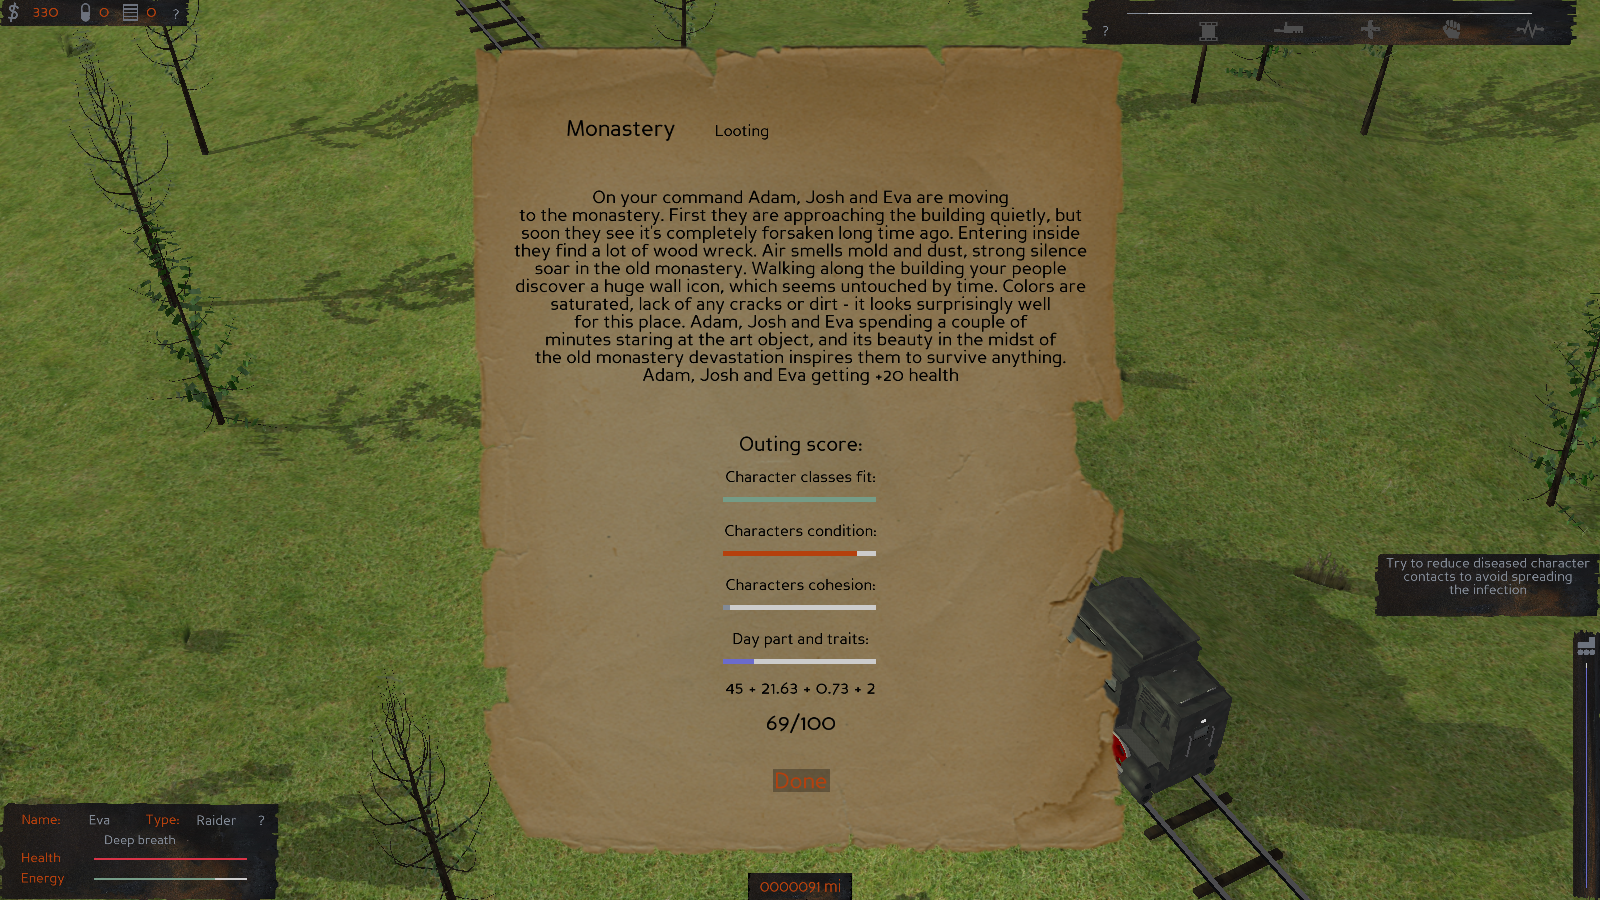 $ 330 0 0 ?
?
Monastery Looting
On your command Adam, Josh and Eva are moving
to the monastery. First they are approaching the building quietly, but
soon they see it's completely forsaken long time ago. Entering inside
they find a lot of wood wreck. Air smells mold and dust, strong silence
soar in the old monastery. Walking along the building your people
discover a huge wall icon, which seems untouched by time. Colors are
saturated, lack of any cracks or dirt - it looks surprisingly well
for this place. Adam, Josh and Eva spending a couple of
minutes staring at the art object, and its beauty in the midst of
the old monastery devastation inspires them to survive anything.
Adam, Josh and Eva getting +20 health
Outing score:
Character classes fit:
Characters condition:
Characters cohesion:
Day part and traits:
45 + 21.63 + 0.73 + 2
69/100
Done
Try to reduce diseased character
contacts to avoid spreading
the infection
Name: Eva Type: Raider ?
Deep breath
Health
Energy
0000091 mi